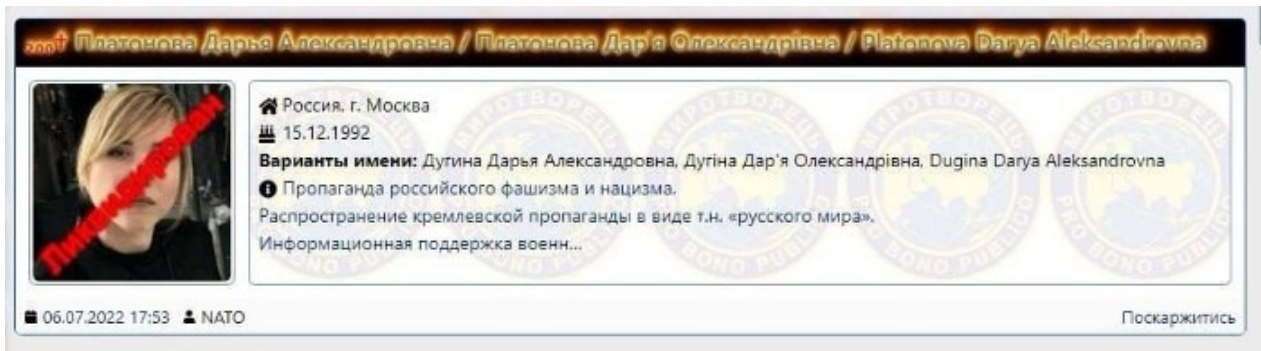 200† Платонова Дарья Александровна / Платонова Дар'я Олександрівна / Platonova Darya Aleksandrovna
Ликвидирован
Россия. г. Москва
15.12.1992
Варианты имени: Дугина Дарья Александровна, Дугіна Дар'я Олександрівна, Dugina Darya Aleksandrovna
Пропаганда российского фашизма и нацизма.
Распространение кремлевской пропаганды в виде т.н. «русского мира».
Информационная поддержка военн...
МИРОТВОРЕЦЬ PRO BONO PUBLICO
06.07.2022 17:53 NATO
Поскаржитись